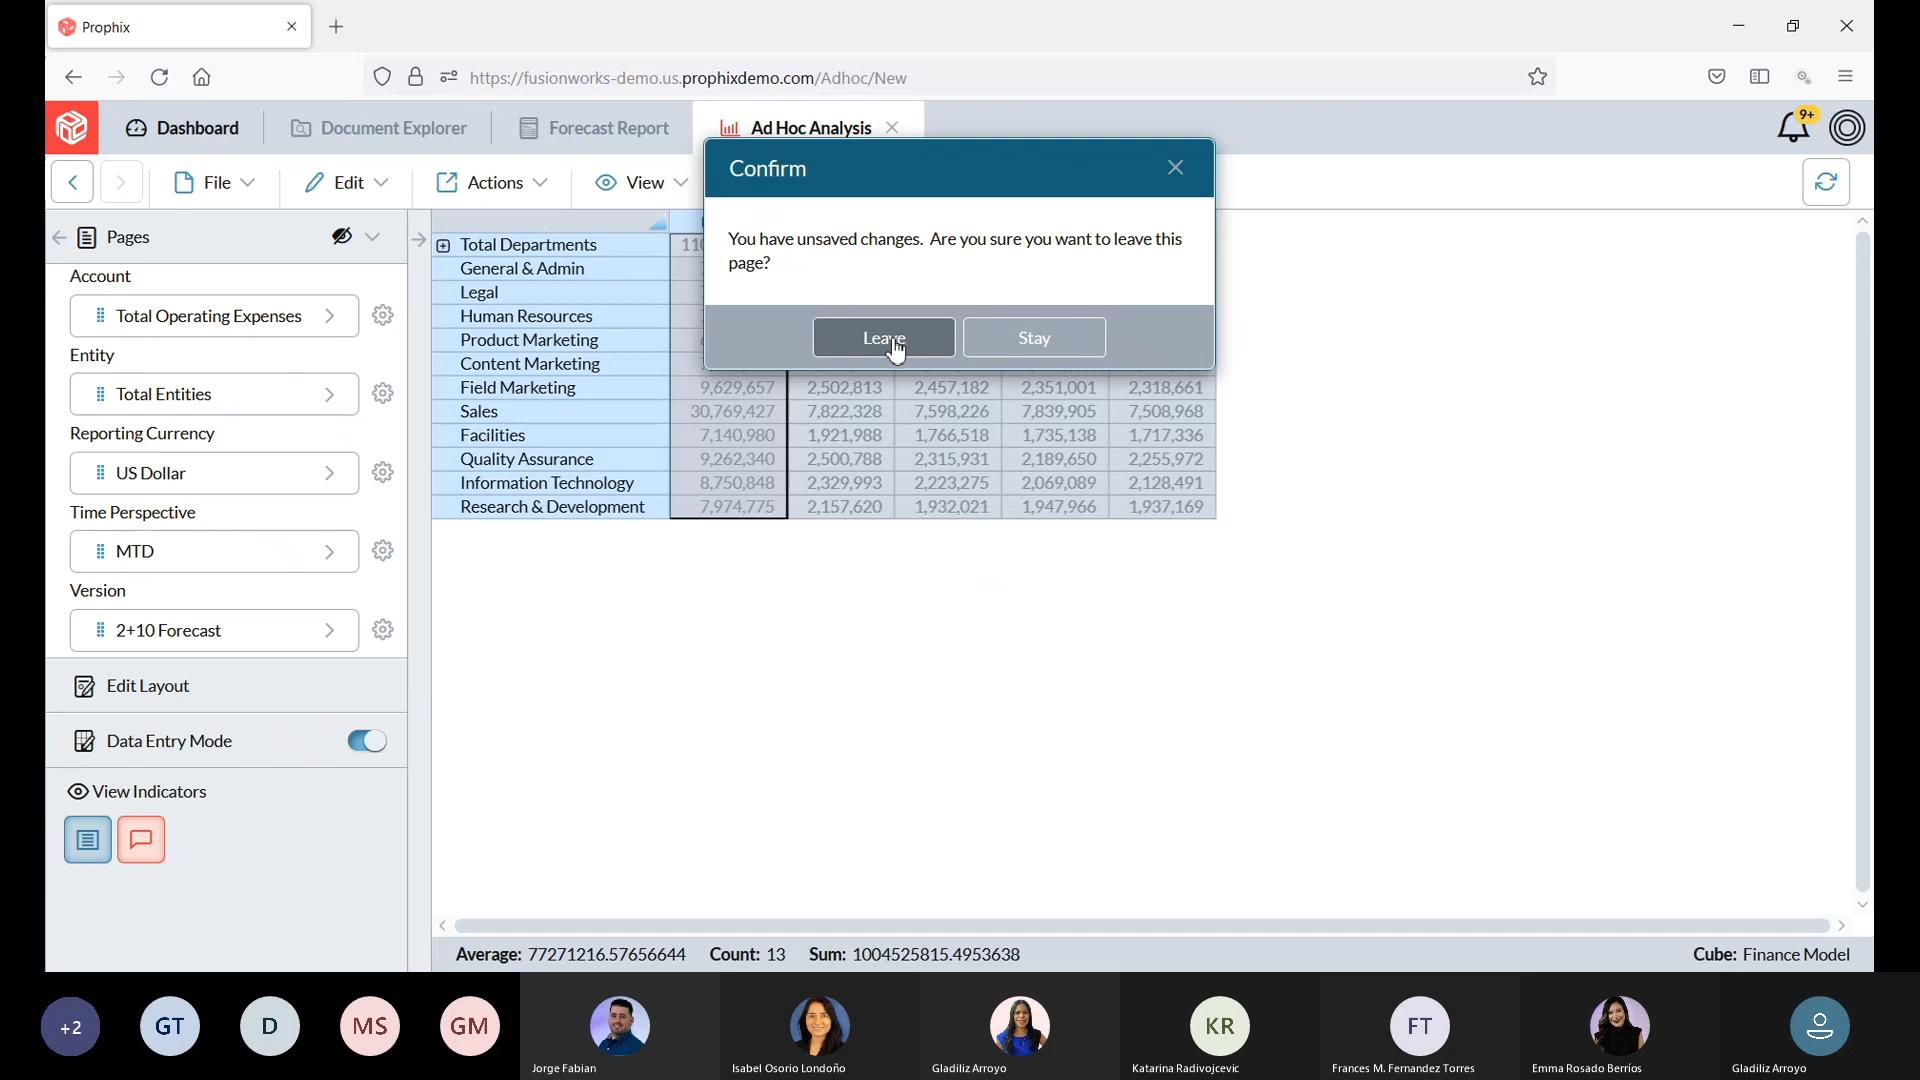 Prophix
https://fusionworks-demo.us.prophixdemo.com/Adhoc/New
Dashboard
Document Explorer
Forecast Report
Ad Hoc Analysis
9+
File
Edit
Actions
View
Confirm
You have unsaved changes. Are you sure you want to leave this
page?
Leave
Stay
Pages
Account
Total Operating Expenses
Entity
Total Entities
Reporting Currency
US Dollar
Time Perspective
MTD
Version
2+10 Forecast
Edit Layout
Data Entry Mode
View Indicators
Total Departments
General & Admin
Legal
Human Resources
Product Marketing
Content Marketing
Field Marketing 9,629,657 2,502,813 2,457,182 2,351,001 2,318,661
Sales 30,769,427 7,822,328 7,598,226 7,839,905 7,508,968
Facilities 7,140,980 1,921,988 1,766,518 1,735,138 1,717,336
Quality Assurance 9,262,340 2,500,788 2,315,931 2,189,650 2,255,972
Information Technology 8,750,848 2,329,993 2,223,275 2,069,089 2,128,491
Research & Development 7,974,775 2,157,620 1,932,021 1,947,966 1,937,169
Average: 77271216.57656644 Count: 13 Sum: 1004525815.4953638
Cube: Finance Model
+2
GT
D
MS
GM
KR
FT
Jorge Fabian
Isabel Osorio Londoño
Gladiliz Arroyo
Katarina Radivojcevic
Frances M. Fernandez Torres
Emma Rosado Berríos
Gladiliz Arroyo